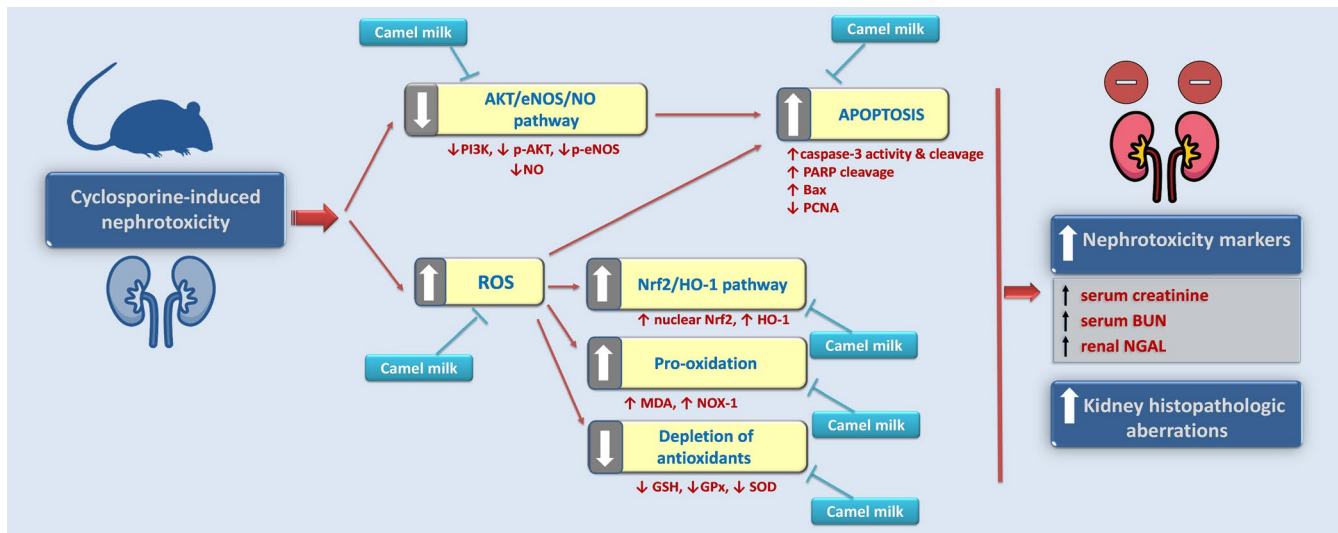 Camel milk
Camel milk
AKT/eNOS/NO
pathway
↓PI3K, ↓ p-AKT, ↓p-eNOS
↓NO
APOPTOSIS
↑caspase-3 activity & cleavage
↑ PARP cleavage
↑ Bax
↓ PCNA
Cyclosporine-induced
nephrotoxicity
ROS
Camel milk
Nrf2/HO-1 pathway
↑ nuclear Nrf2, ↑ HO-1
Camel milk
Pro-oxidation
↑ MDA, ↑ NOX-1
Camel milk
Depletion of
antioxidants
↓ GSH, ↓GPx, ↓ SOD
Camel milk
Nephrotoxicity markers
↑ serum creatinine
↑ serum BUN
↑ renal NGAL
Kidney histopathologic
aberrations